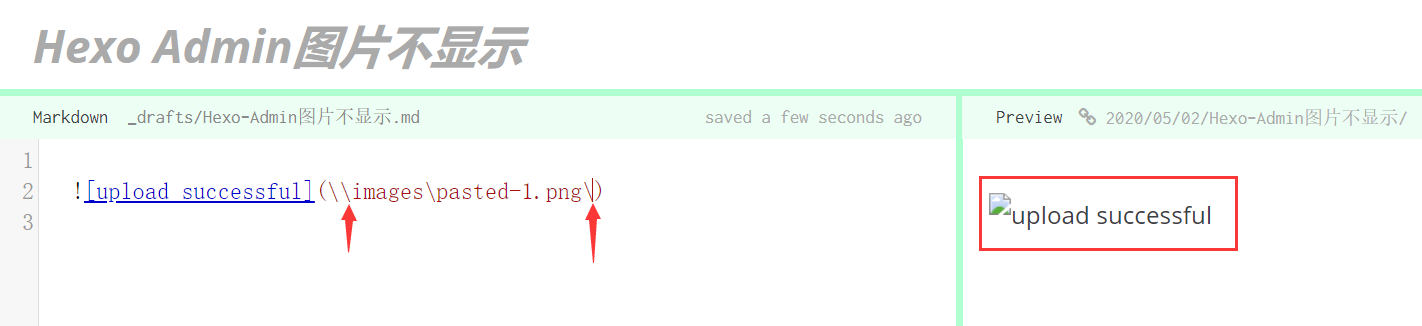 Hexo Admin图片不显示
Markdown _drafts/Hexo-Admin图片不显示.md saved a few seconds ago Preview 2020/05/02/Hexo-Admin图片不显示/
1
2 ![upload successful](\\images\pasted-1.png\)
3
upload successful